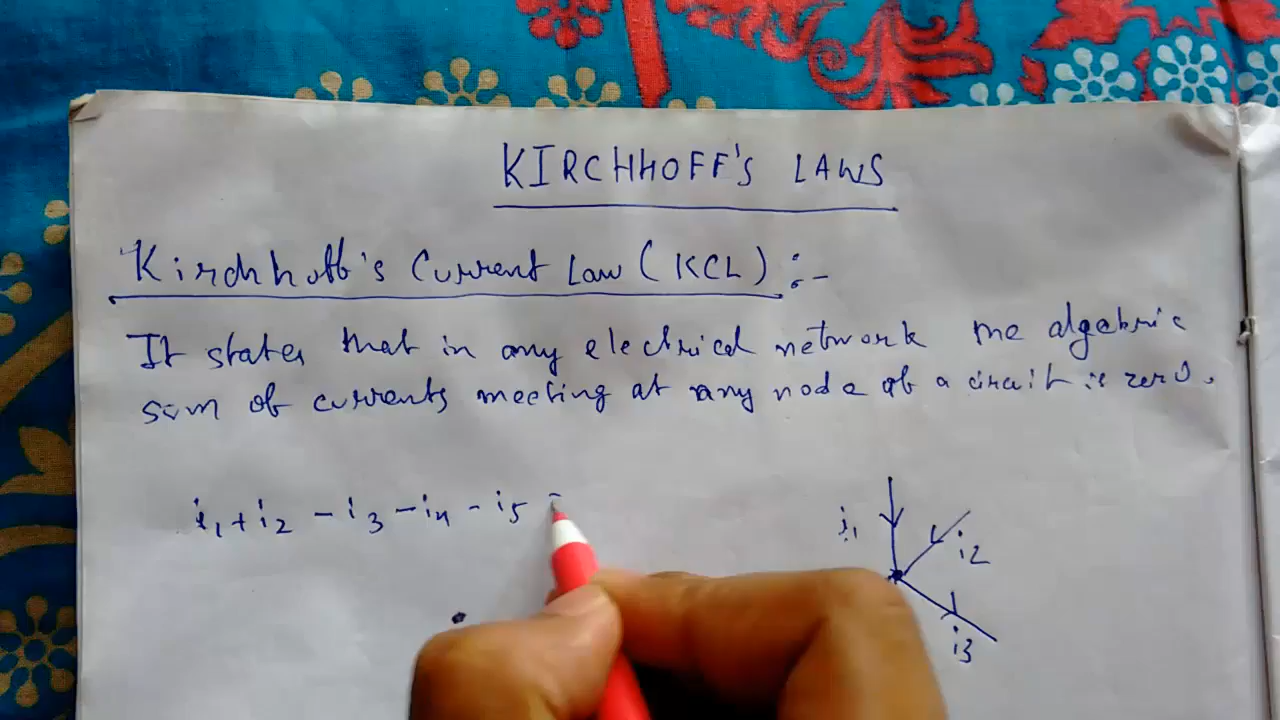 KIRCHHOFF'S LAWS
Kirchhoff's Current Law (KCL) :-
It states that in any electrical network the algebric
sum of currents meeting at any node of a circuit is zero.
i1 + i2 - i3 - i4 - i5 =
i1
i2
i3